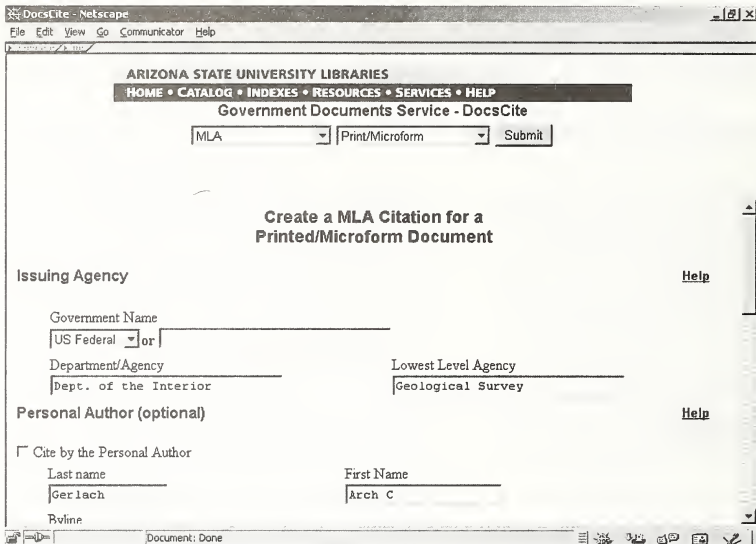 DocsCite - Netscape
File Edit View Go Communicator Help
ARIZONA STATE UNIVERSITY LIBRARIES
HOME • CATALOG • INDEXES • RESOURCES • SERVICES • HELP
Government Documents Service - DocsCite
MLA Print/Microform Submit
Create a MLA Citation for a
Printed/Microform Document
Issuing Agency Help
Government Name
US Federal or
Department/Agency Lowest Level Agency
Dept. of the Interior Geological Survey
Personal Author (optional) Help
Cite by the Personal Author
Last name First Name
Gerlach Arch C
Byline
Document: Done